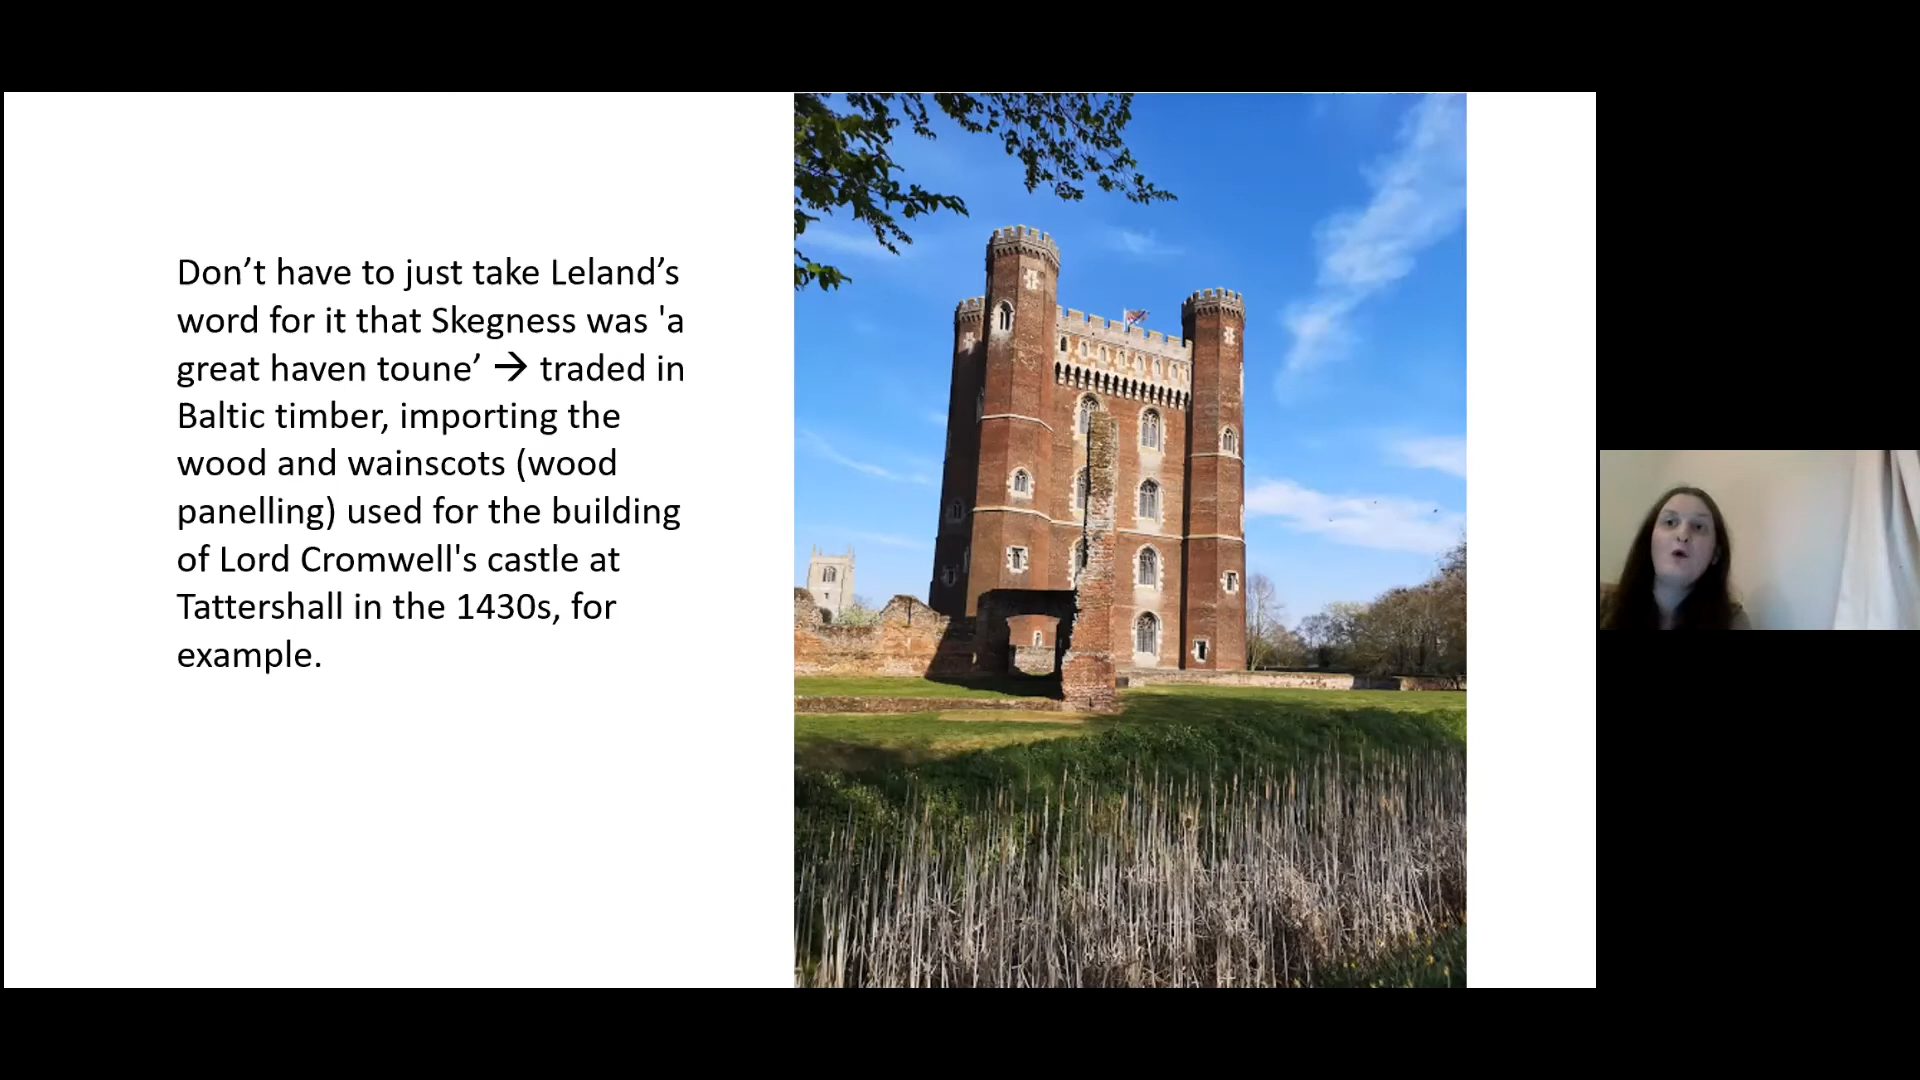 Don’t have to just take Leland’s
word for it that Skegness was 'a
great haven toune’ → traded in
Baltic timber, importing the
wood and wainscots (wood
panelling) used for the building
of Lord Cromwell's castle at
Tattershall in the 1430s, for
example.